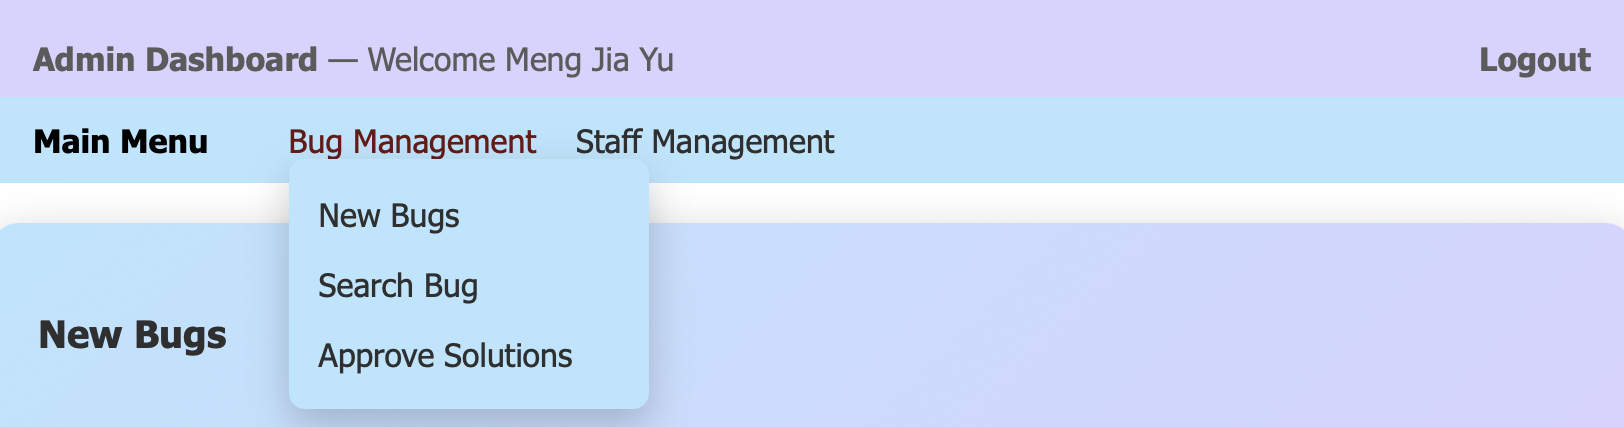 Admin Dashboard — Welcome Meng Jia Yu
Logout
Main Menu
Bug Management
Staff Management
New Bugs
Search Bug
Approve Solutions
New Bugs